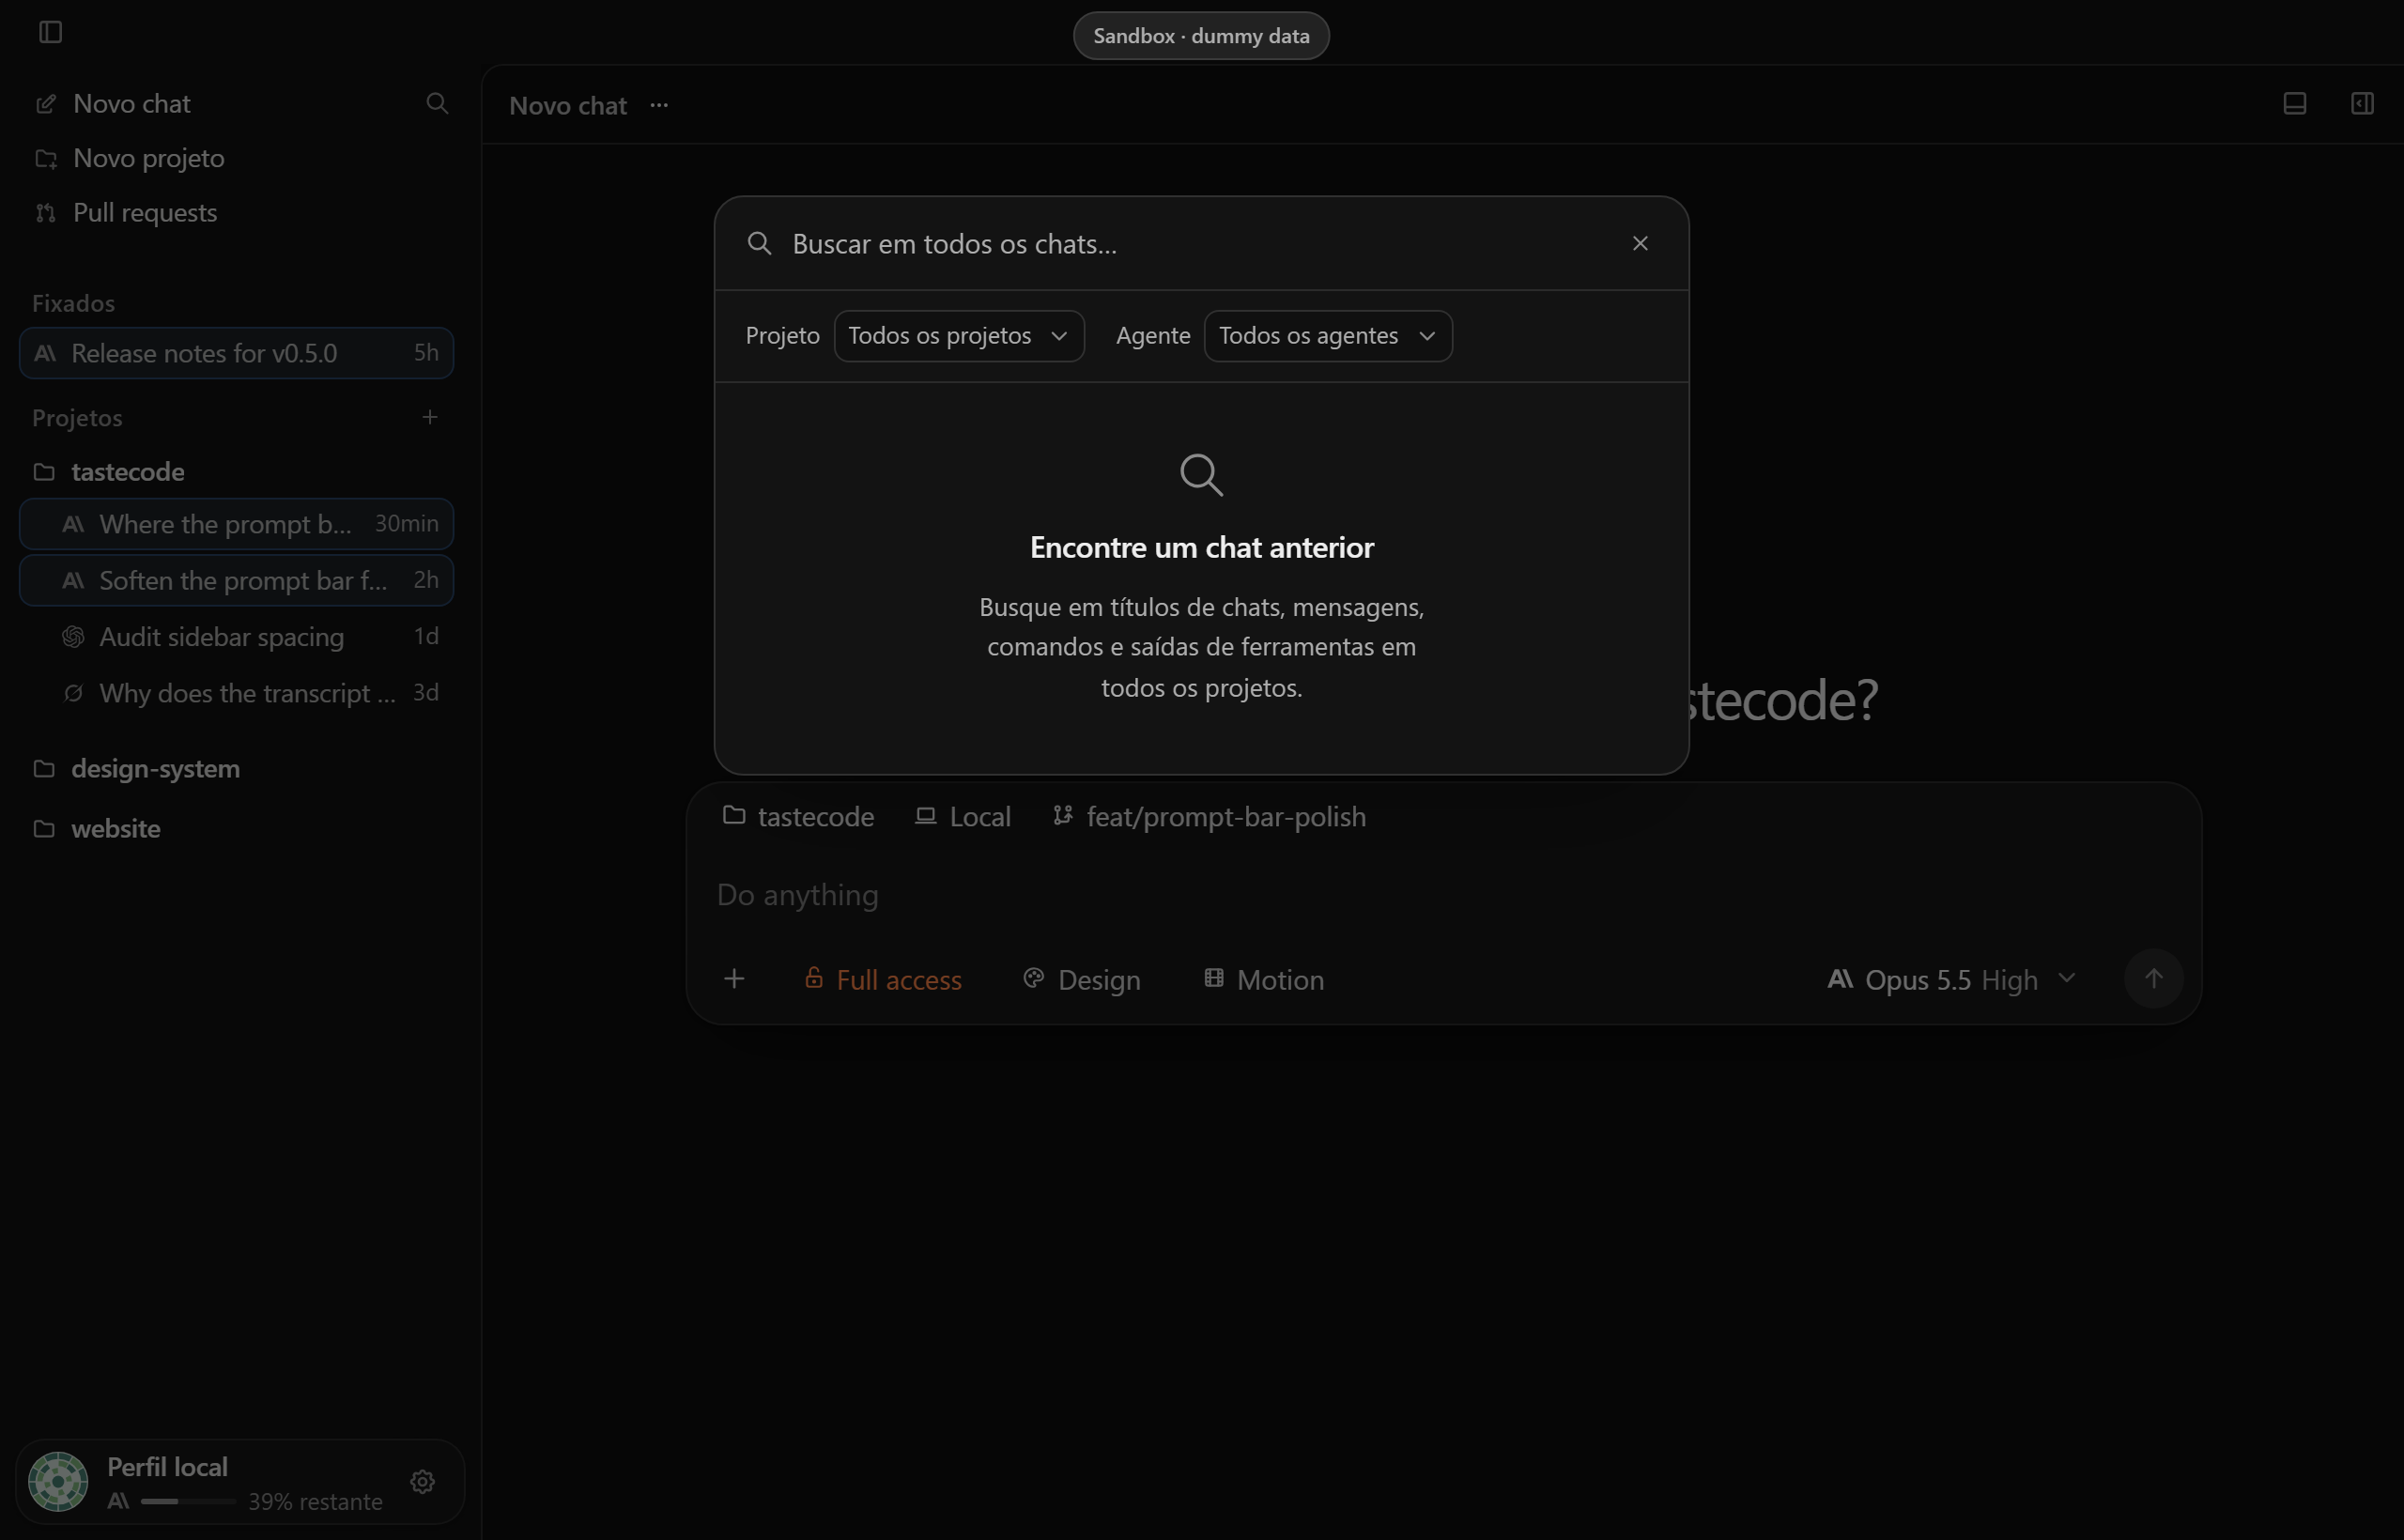 Sandbox · dummy data
Novo chat
Novo projeto
Pull requests
Fixados
Release notes for v0.5.0 5h
Projetos
tastecode
Where the prompt b... 30min
Soften the prompt bar f... 2h
Audit sidebar spacing 1d
Why does the transcript ... 3d
design-system
website
Perfil local
39% restante
Novo chat
Buscar em todos os chats...
Projeto Todos os projetos Agente Todos os agentes
Encontre um chat anterior
Busque em títulos de chats, mensagens,
comandos e saídas de ferramentas em
todos os projetos.
stecode?
tastecode Local feat/prompt-bar-polish
Do anything
Full access Design Motion Opus 5.5 High